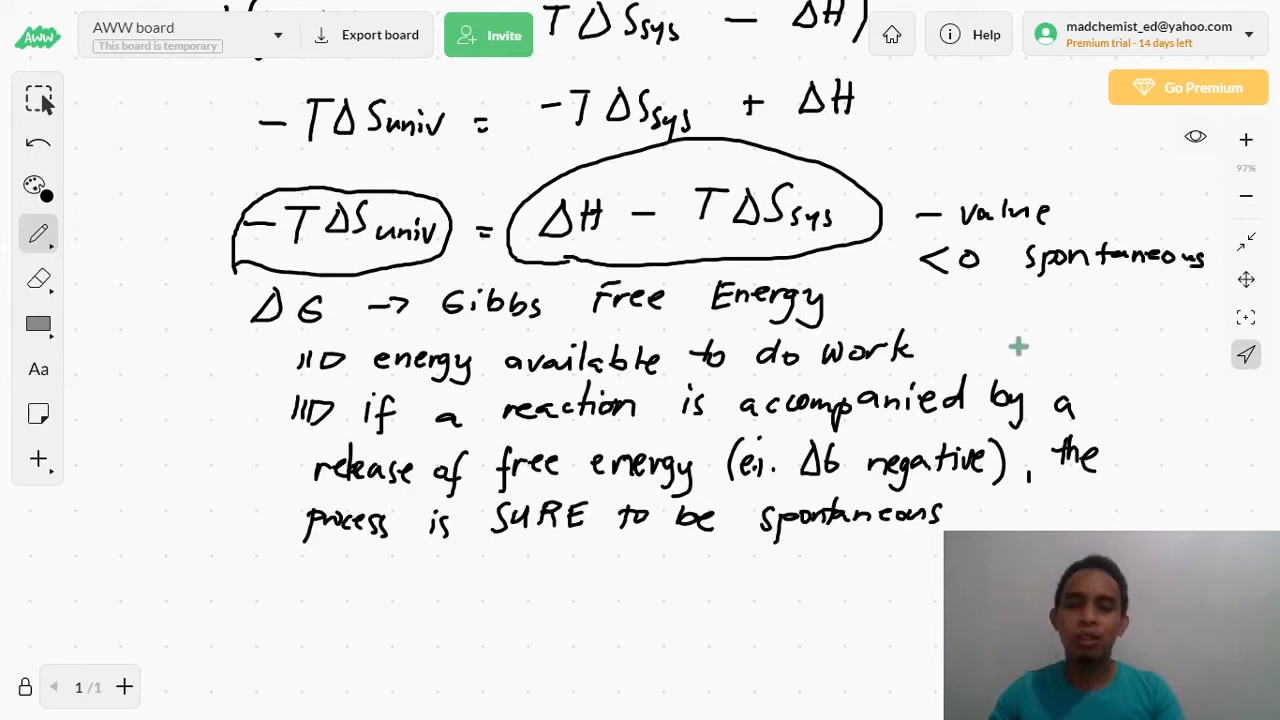 TΔSsys - ΔH)
AWW
AWW board
This board is temporary
Export board
Invite
Help
madchemist_ed@yahoo.com
Premium trial - 14 days left
Go Premium
-TΔSuniv = -TΔSsys + ΔH
-TΔSuniv = ΔH - TΔSsys
- value
<0 spontaneous
ΔG → Gibbs Free Energy
energy available to do work
if a reaction is accompanied by a
release of free energy (e.i. ΔG negative), the
process is SURE to be spontaneous
97%
Aa
1 /1